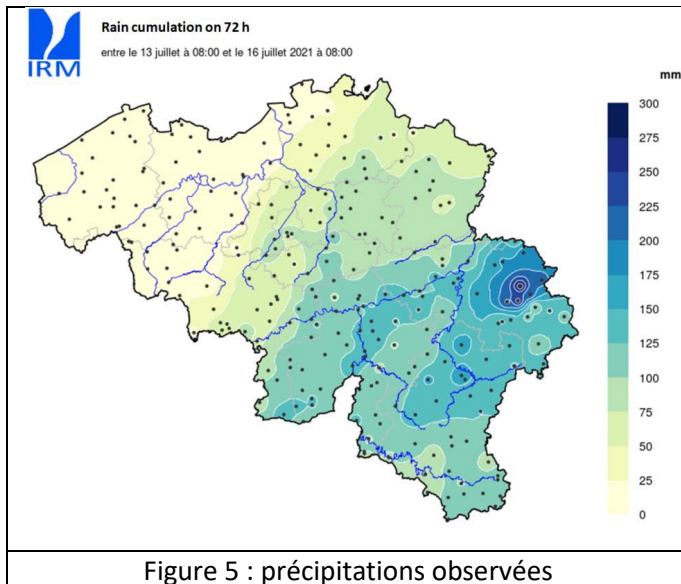 Rain cumulation on 72 h
entre le 13 juillet à 08:00 et le 16 juillet 2021 à 08:00
IRM
mm
300
275
250
225
200
175
150
125
100
75
50
25
0
Figure 5 : précipitations observées